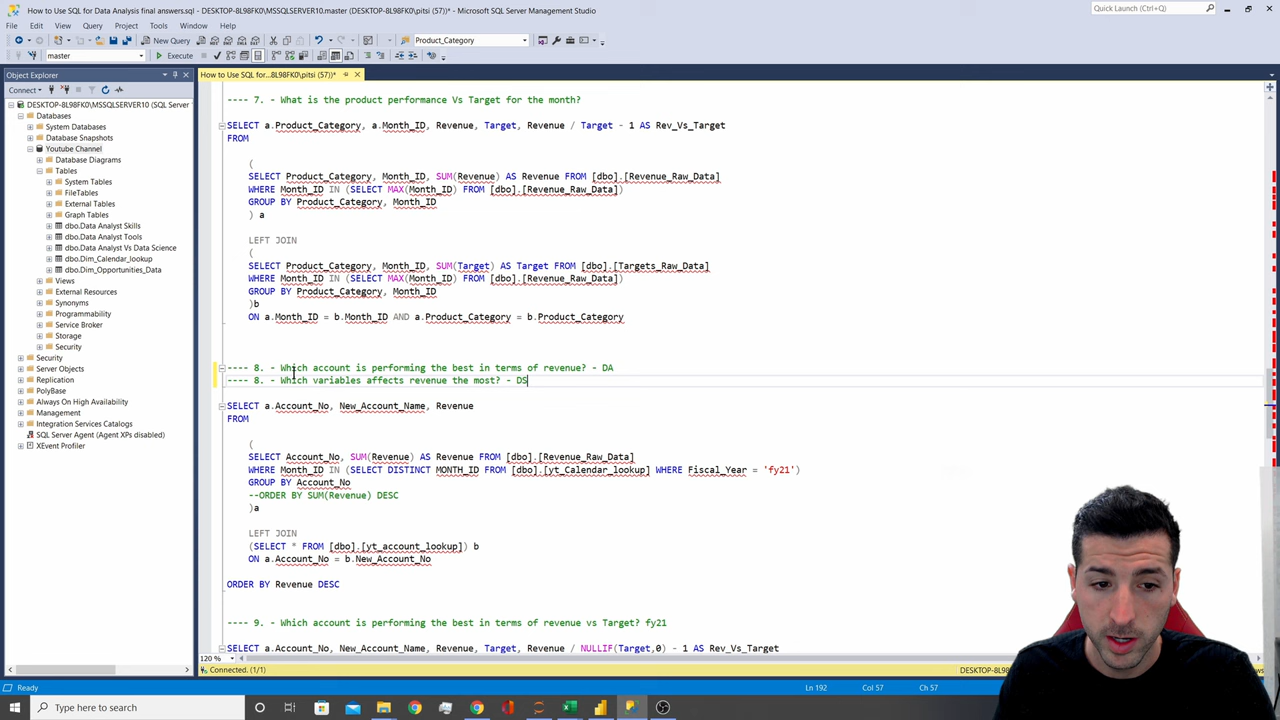 How to Use SQL for Data Analysis final answers.sql - DESKTOP-8L98FK0\MSSQLSERVER10.master (DESKTOP-8L98FK0\pitsi (57))* - Microsoft SQL Server Management Studio
Quick Launch (Ctrl+Q)
File Edit View Query Project Tools Window Help
New Query
Product_Category
master
Execute
Object Explorer
How to Use SQL for...8L98FK0\pitsi (57))*
Connect
DESKTOP-8L98FK0\MSSQLSERVER10 (SQL Server
Databases
System Databases
Database Snapshots
Youtube Channel
Database Diagrams
Tables
System Tables
FileTables
External Tables
Graph Tables
dbo.Data Analyst Skills
dbo.Data Analyst Tools
dbo.Data Analyst Vs Data Science
dbo.Dim_Calendar_lookup
dbo.Dim_Opportunities_Data
Views
External Resources
Synonyms
Programmability
Service Broker
Storage
Security
Security
Server Objects
Replication
PolyBase
Always On High Availability
Management
Integration Services Catalogs
SQL Server Agent (Agent XPs disabled)
XEvent Profiler
---- 7. - What is the product performance Vs Target for the month?
SELECT a.Product_Category, a.Month_ID, Revenue, Target, Revenue / Target - 1 AS Rev_Vs_Target
FROM
(
SELECT Product_Category, Month_ID, SUM(Revenue) AS Revenue FROM [dbo].[Revenue_Raw_Data]
WHERE Month_ID IN (SELECT MAX(Month_ID) FROM [dbo].[Revenue_Raw_Data])
GROUP BY Product_Category, Month_ID
) a
LEFT JOIN
(
SELECT Product_Category, Month_ID, SUM(Target) AS Target FROM [dbo].[Targets_Raw_Data]
WHERE Month_ID IN (SELECT MAX(Month_ID) FROM [dbo].[Revenue_Raw_Data])
GROUP BY Product_Category, Month_ID
)b
ON a.Month_ID = b.Month_ID AND a.Product_Category = b.Product_Category
---- 8. - Which account is performing the best in terms of revenue? - DA
---- 8. - Which variables affects revenue the most? - DS
SELECT a.Account_No, New_Account_Name, Revenue
FROM
(
SELECT Account_No, SUM(Revenue) AS Revenue FROM [dbo].[Revenue_Raw_Data]
WHERE Month_ID IN (SELECT DISTINCT MONTH_ID FROM [dbo].[yt_Calendar_lookup] WHERE Fiscal_Year = 'fy21')
GROUP BY Account_No
--ORDER BY SUM(Revenue) DESC
)a
LEFT JOIN
(SELECT * FROM [dbo].[yt_account_lookup]) b
ON a.Account_No = b.New_Account_No
ORDER BY Revenue DESC
---- 9. - Which account is performing the best in terms of revenue vs Target? fy21
SELECT a.Account_No, New_Account_Name, Revenue, Target, Revenue / NULLIF(Target,0) - 1 AS Rev_Vs_Target
120 %
Connected. (1/1)
DESKTOP-8L98FK0\MSSQLSERVER10
Ready
Ln 192 Col 57 Ch 57
Type here to search